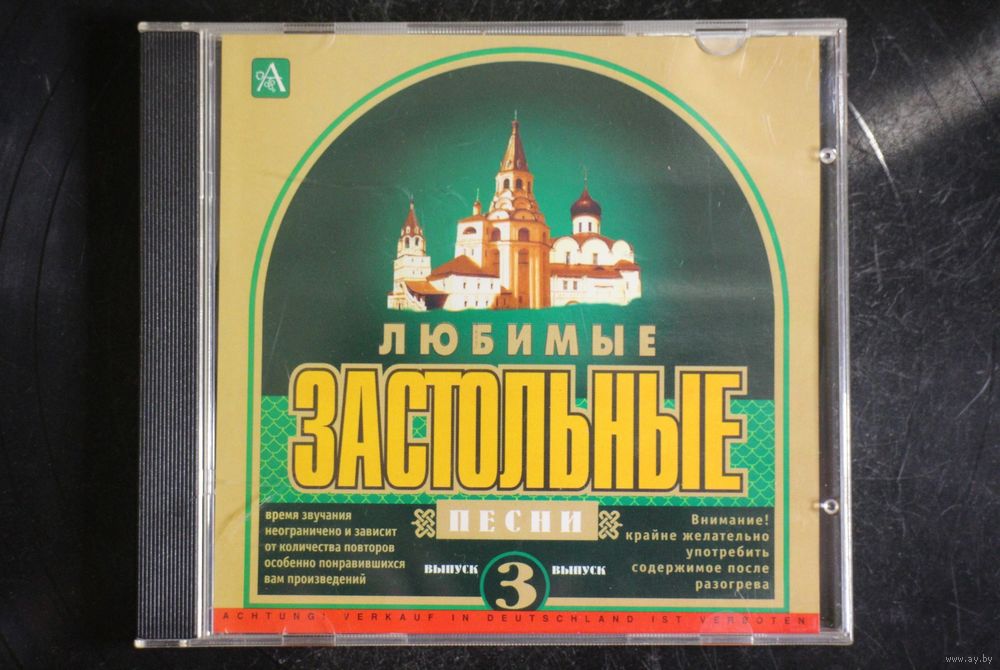 ЛЮБИМЫЕ
ЗАСТОЛЬНЫЕ
ПЕСНИ
время звучания
неограничено и зависит
от количества повторов
особенно понравившихся
вам произведений
Внимание!
крайне желательно
употребить
содержимое после
разогрева
ВЫПУСК 3 ВЫПУСК
ACHTUNG! VERKAUF IN DEUTSCHLAND IST VERBOTEN
www.ay.by